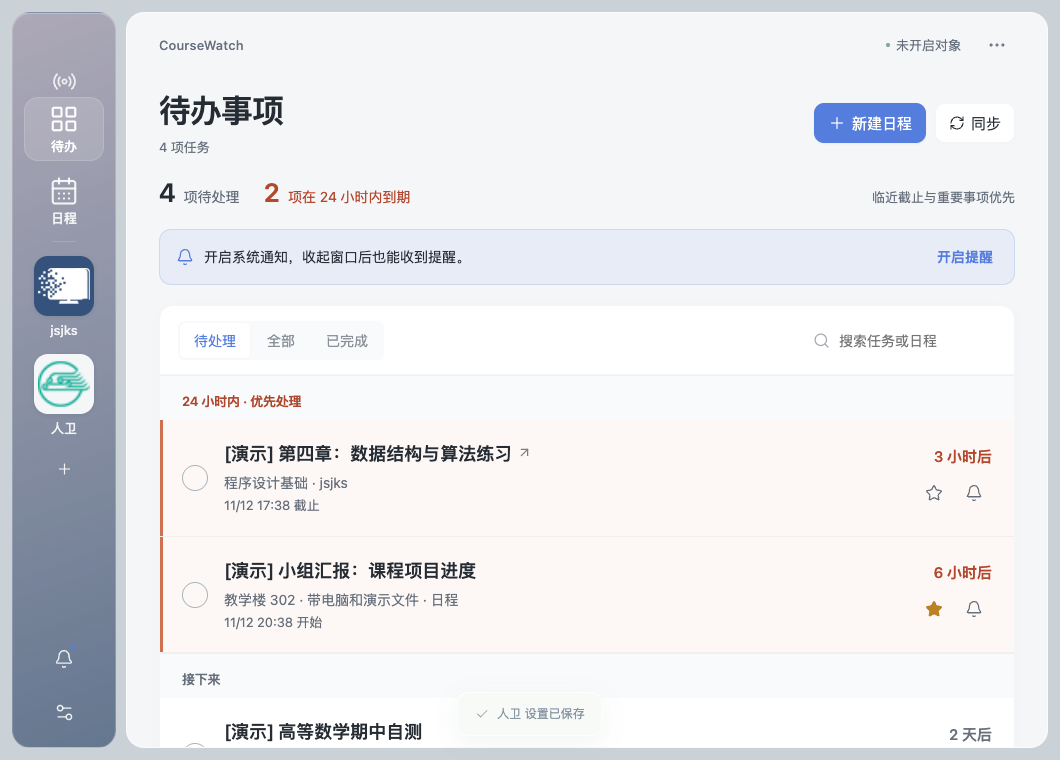 CourseWatch
未开启对象
待办事项
新建日程
同步
4 项任务
4 项待处理
2 项在 24 小时内到期
临近截止与重要事项优先
开启系统通知，收起窗口后也能收到提醒。
开启提醒
待办
日程
jsjks
人卫
待处理
全部
已完成
搜索任务或日程
24 小时内 · 优先处理
[演示] 第四章：数据结构与算法练习
3 小时后
程序设计基础 · jsjks
11/12 17:38 截止
[演示] 小组汇报：课程项目进度
6 小时后
教学楼 302 · 带电脑和演示文件 · 日程
11/12 20:38 开始
接下来
人卫 设置已保存
[演示] 高等数学期中自测
2 天后